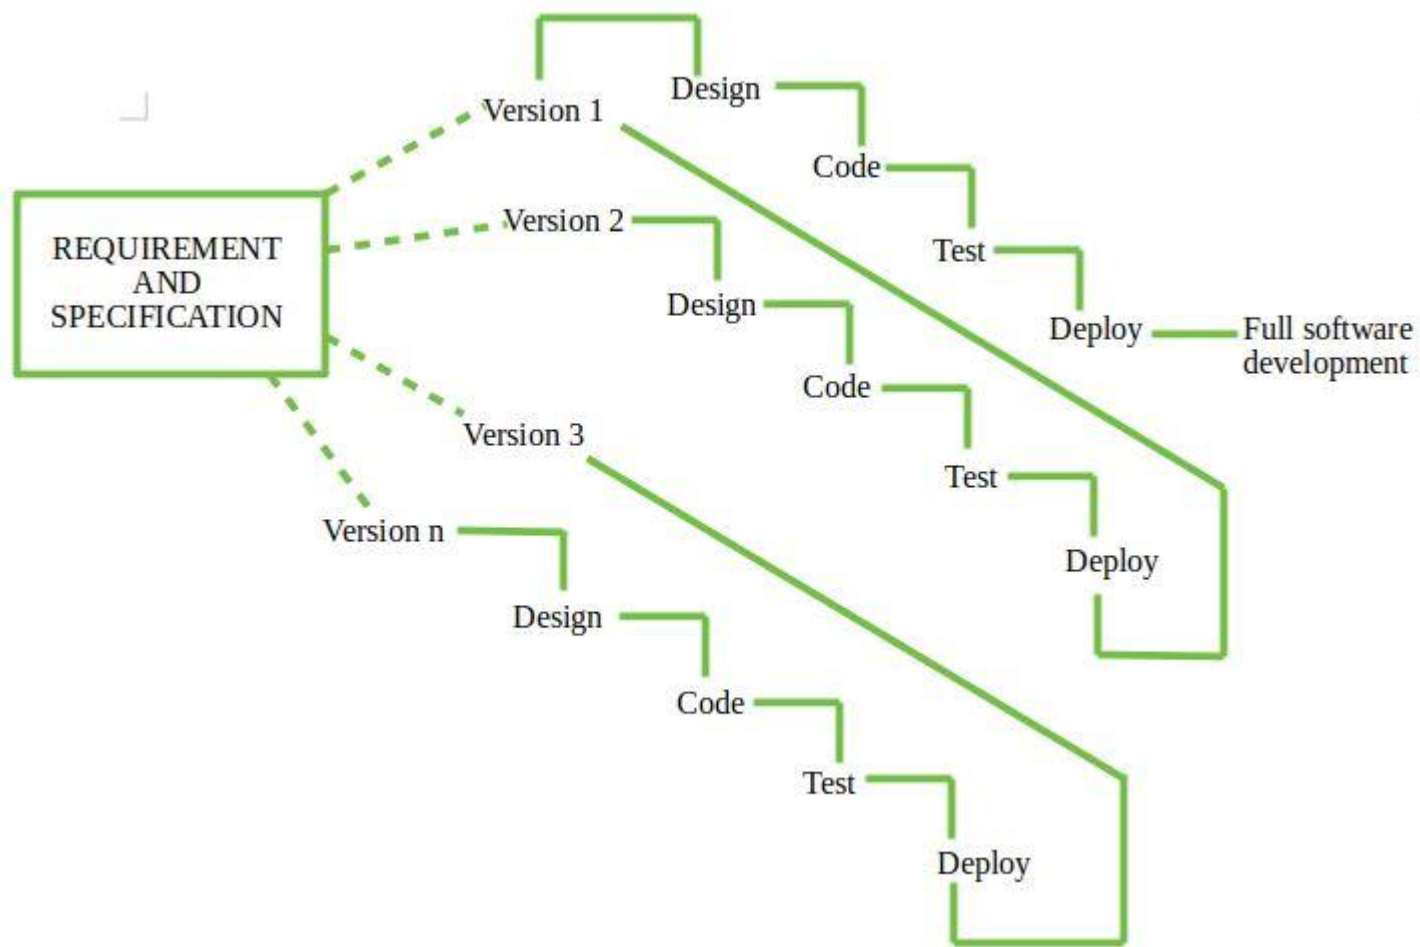 REQUIREMENT
AND
SPECIFICATION
Version 1
Design
Code
Test
Deploy
Full software
development
Version 2
Design
Code
Test
Deploy
Version 3
Version n
Design
Code
Test
Deploy